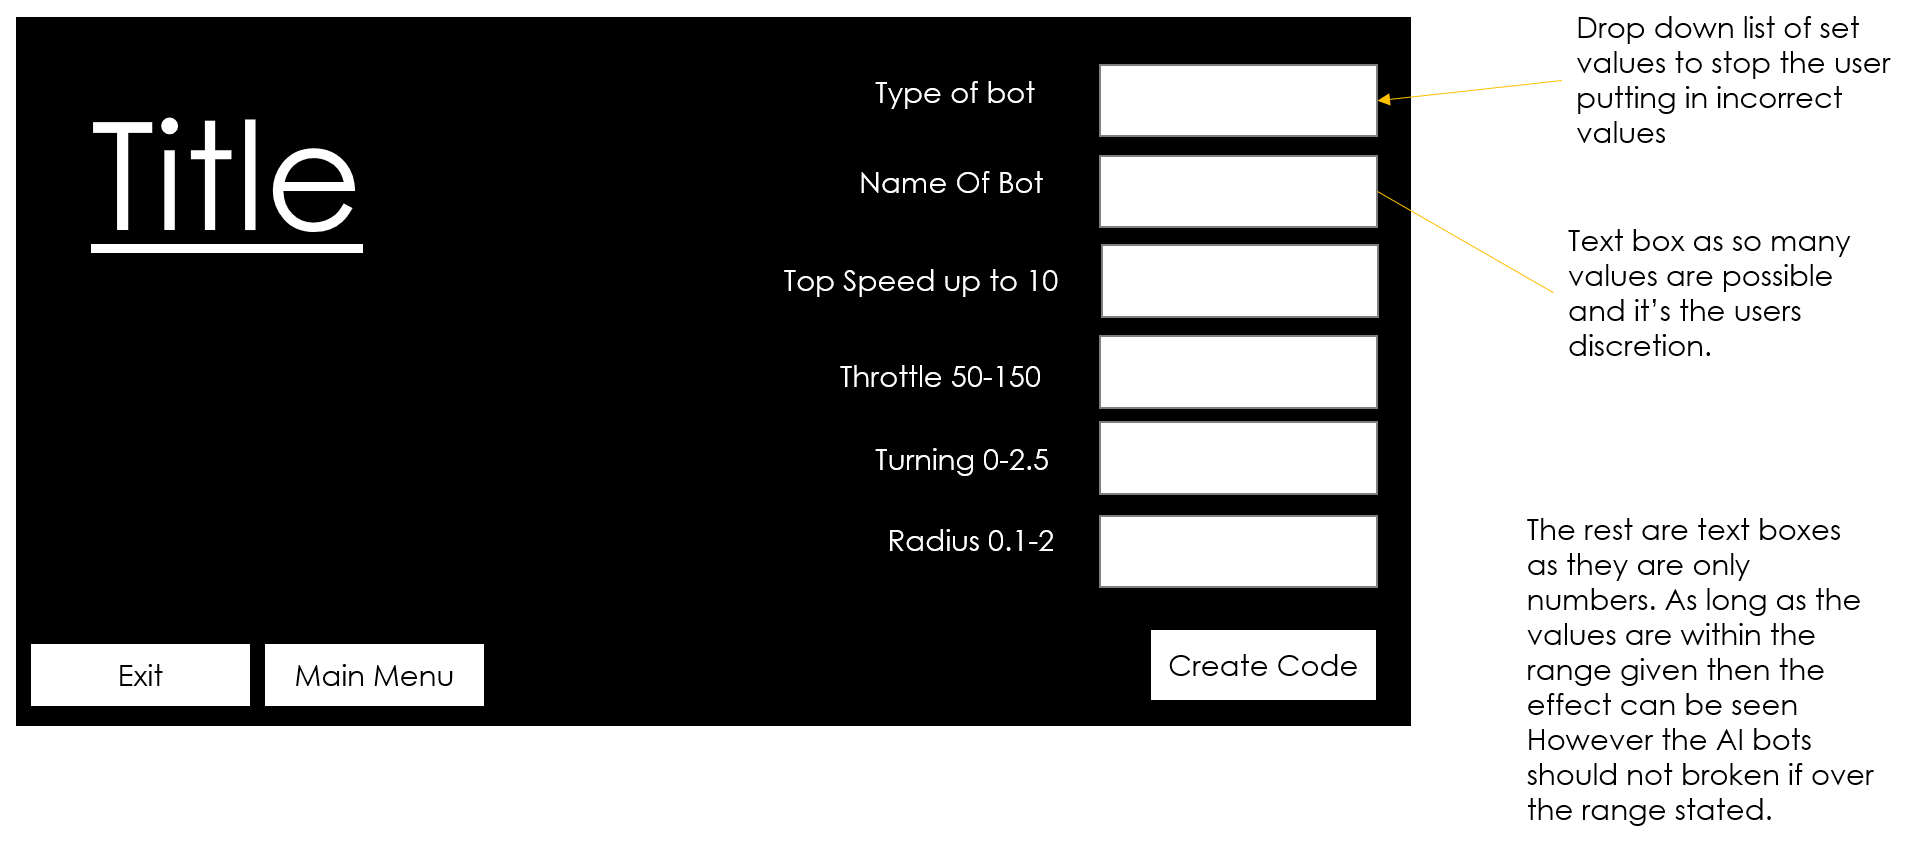 Title
Type of bot
Name Of Bot
Top Speed up to 10
Throttle 50-150
Turning 0-2.5
Radius 0.1-2
Exit
Main Menu
Create Code
Drop down list of set
values to stop the user
putting in incorrect
values
Text box as so many
values are possible
and it’s the users
discretion.
The rest are text boxes
as they are only
numbers. As long as the
values are within the
range given then the
effect can be seen
However the AI bots
should not broken if over
the range stated.